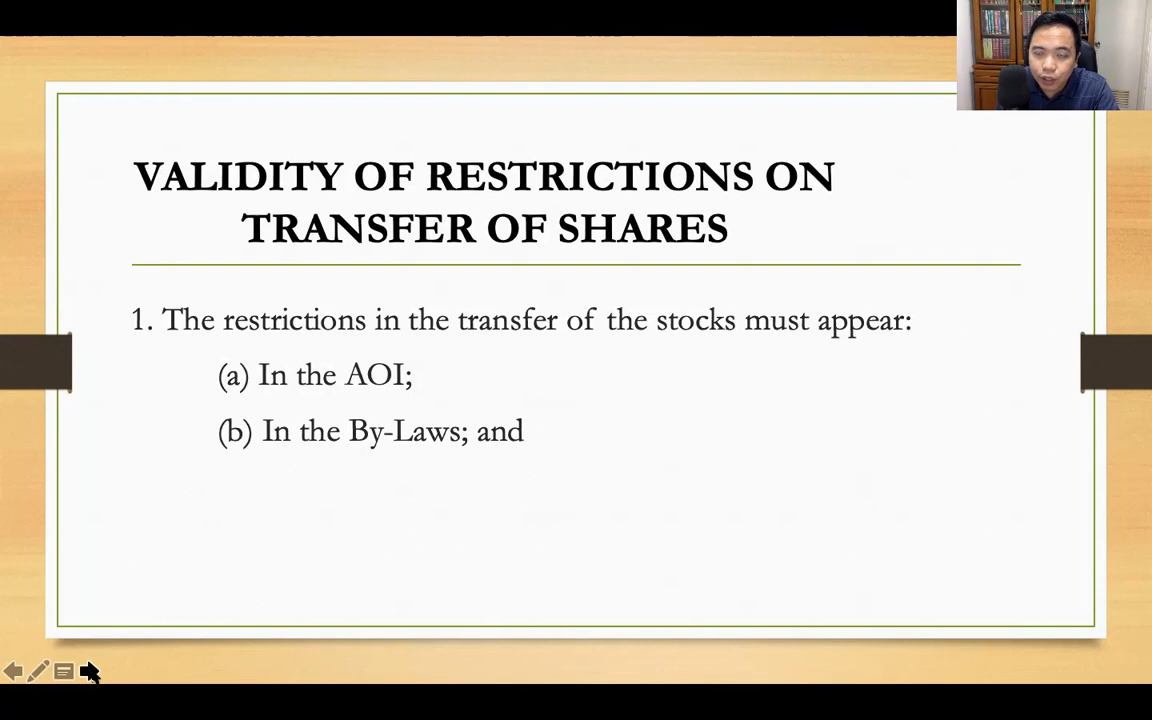 VALIDITY OF RESTRICTIONS ON
TRANSFER OF SHARES
1. The restrictions in the transfer of the stocks must appear:
(a) In the AOI;
(b) In the By-Laws; and